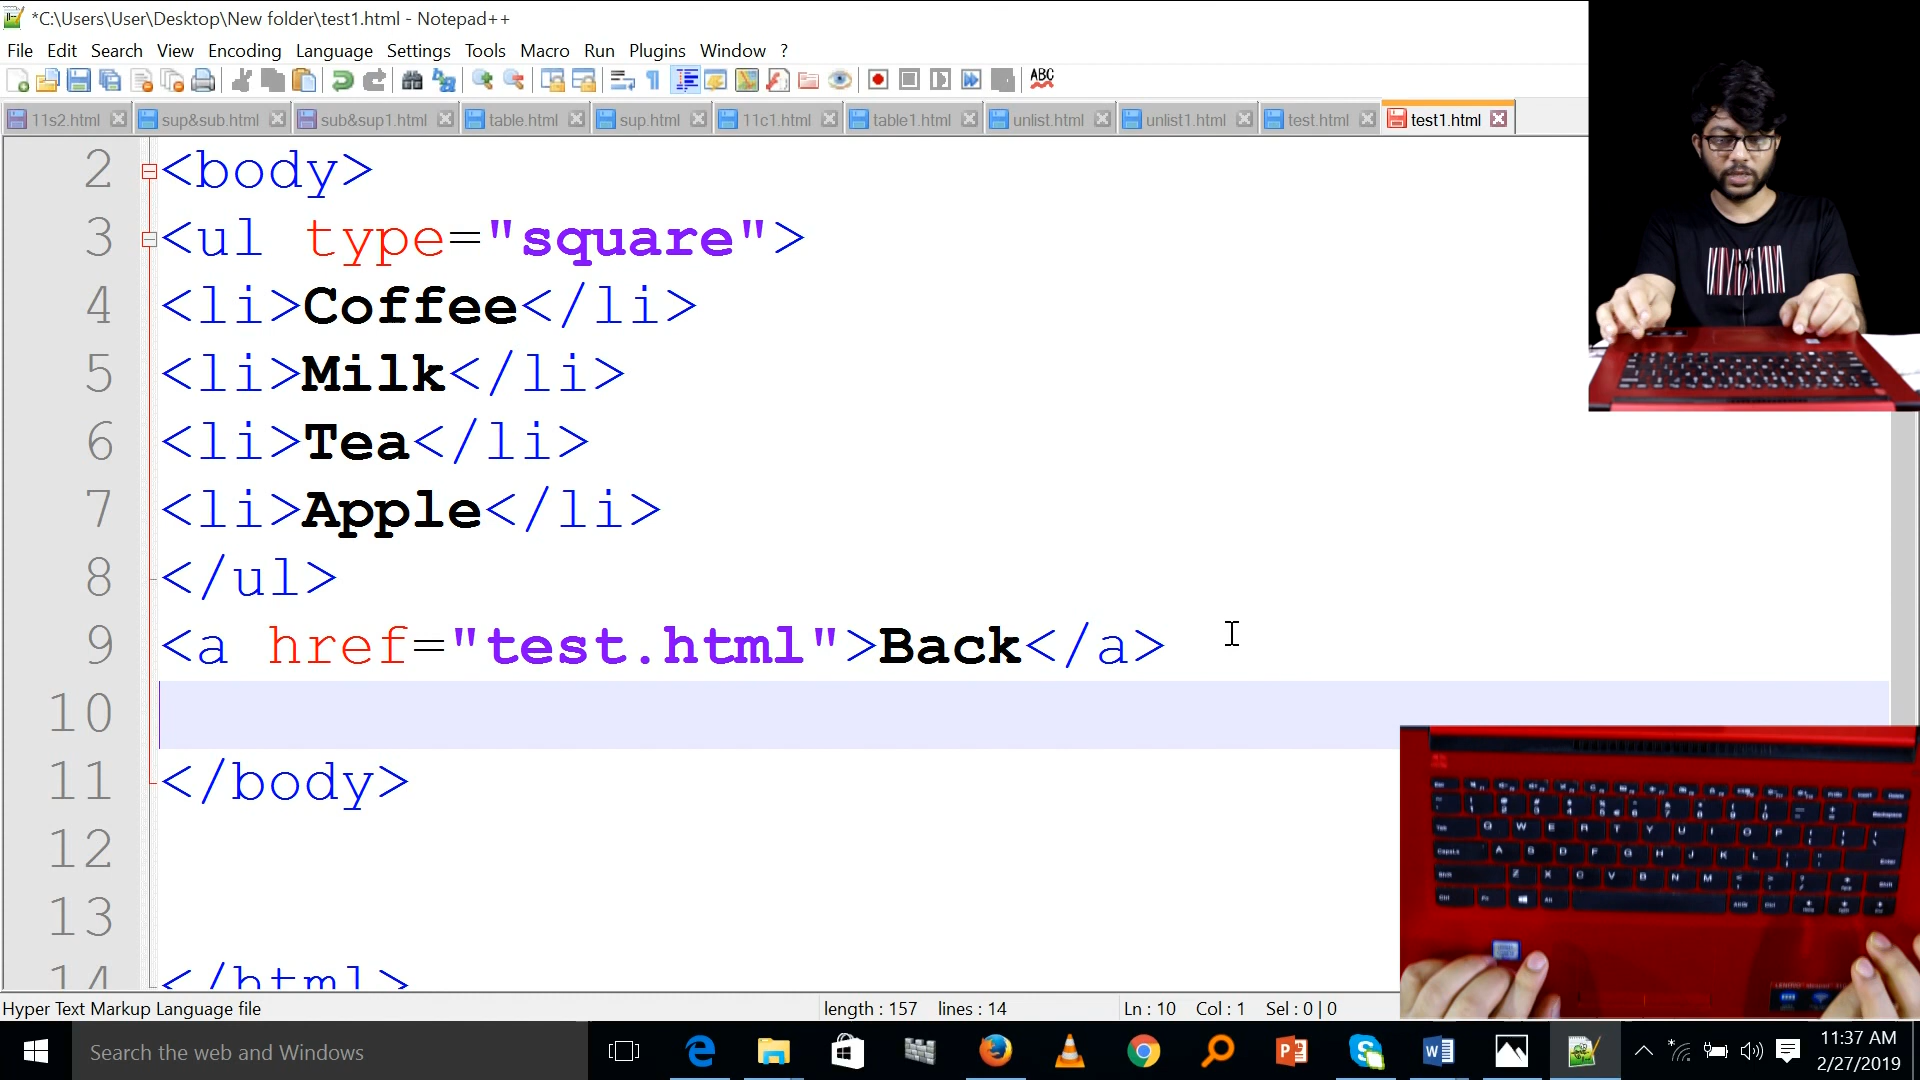 *C:\Users\User\Desktop\New folder\test1.html - Notepad++
File Edit Search View Encoding Language Settings Tools Macro Run Plugins Window ?
ABC
11s2.html sup&sub.html sub&sup1.html table.html sup.html 11c1.html table1.html unlist.html unlist1.html test.html test1.html
2 <body>
3 <ul type="square">
4 <li>Coffee</li>
5 <li>Milk</li>
6 <li>Tea</li>
7 <li>Apple</li>
8 </ul>
9 <a href="test.html">Back</a>
10
11 </body>
12
13
14 </html>
Hyper Text Markup Language file length : 157 lines : 14 Ln : 10 Col : 1 Sel : 0 | 0
Q W E R T Y U I O P
A S D F G H J K L
Z X C V B N M
Search the web and Windows
11:37 AM
2/27/2019